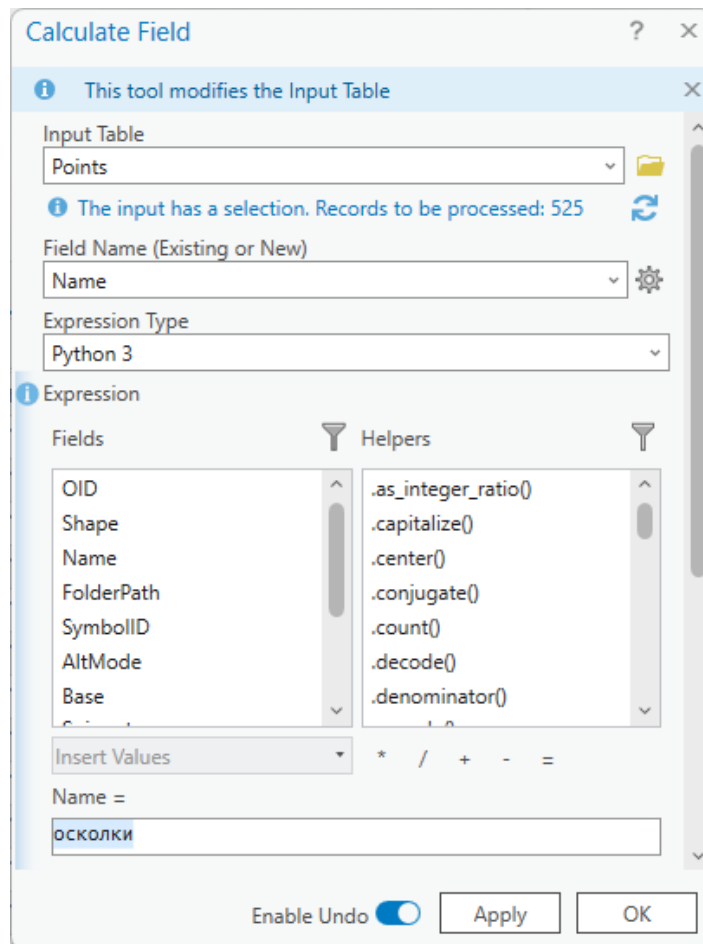 Calculate Field ? ×
This tool modifies the Input Table ×
Input Table
Points
The input has a selection. Records to be processed: 525
Field Name (Existing or New)
Name
Expression Type
Python 3
Expression
Fields Helpers
OID .as_integer_ratio()
Shape .capitalize()
Name .center()
FolderPath .conjugate()
SymbolID .count()
AltMode .decode()
Base .denominator()
Insert Values * / + - =
Name =
осколки
Enable Undo Apply OK